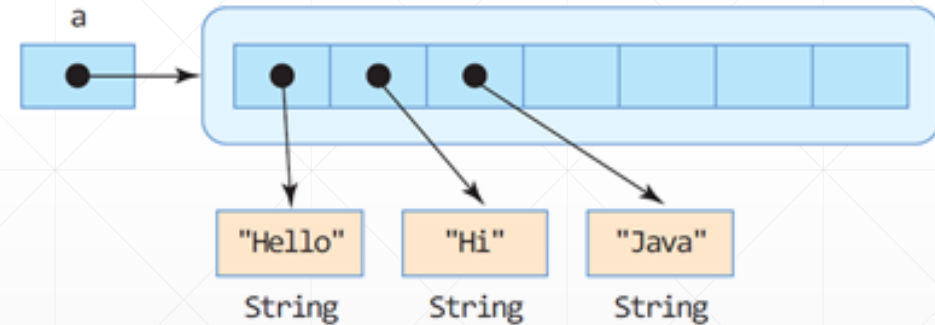 a
"Hello" "Hi" "Java"
String String String